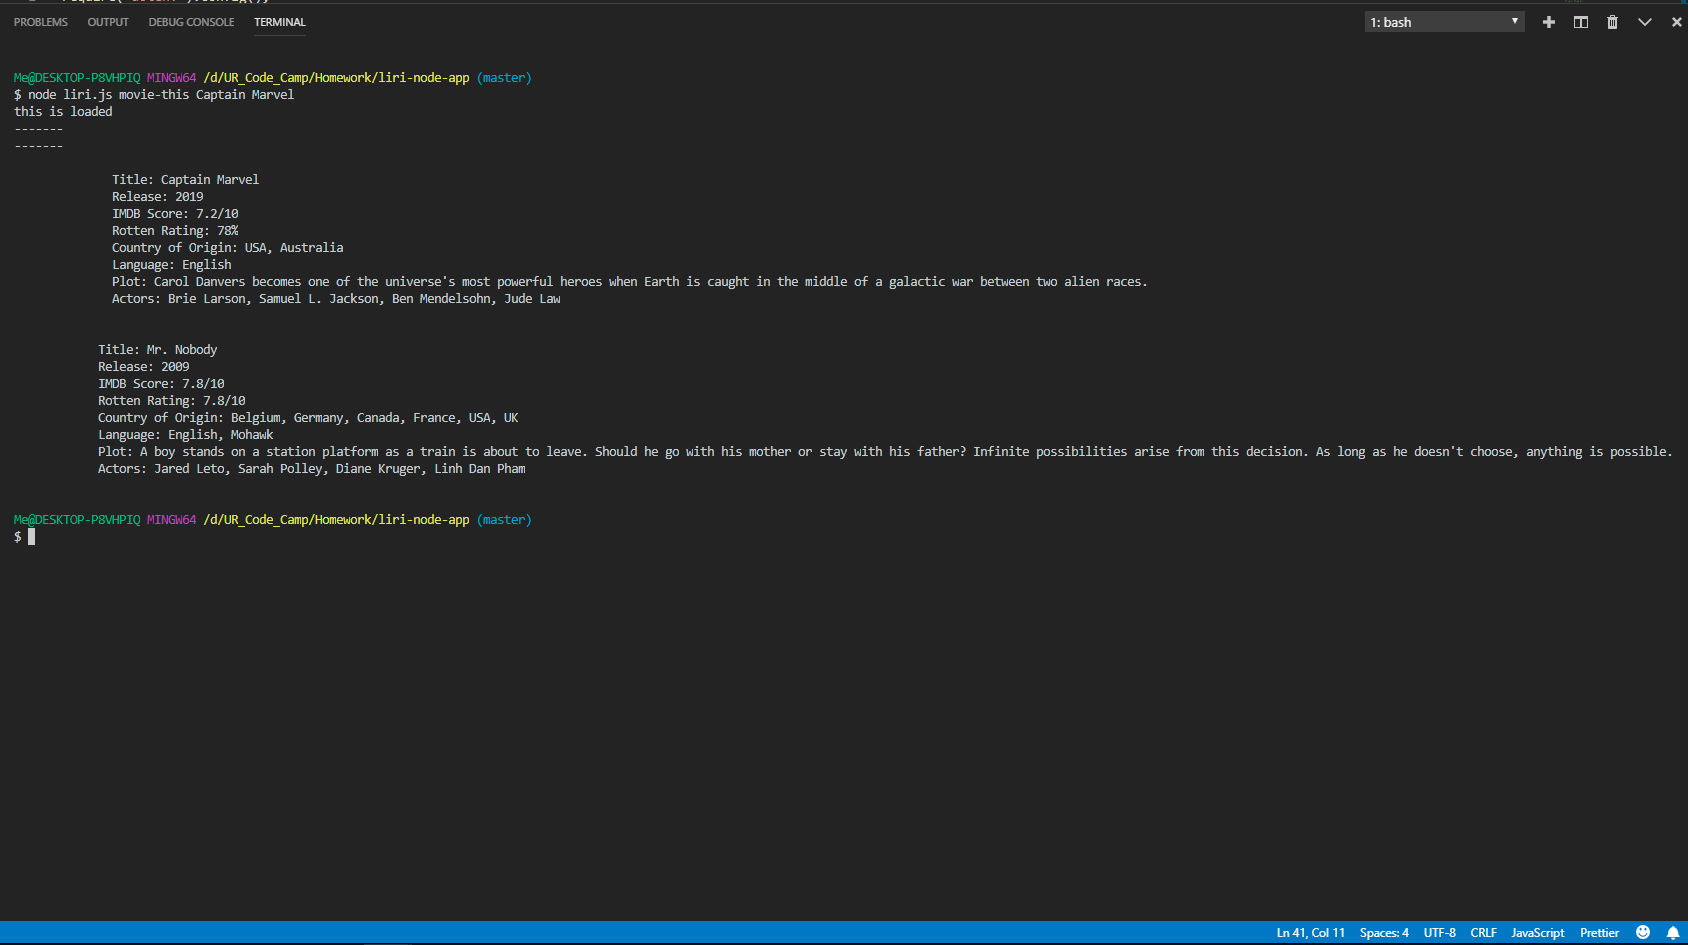 PROBLEMS OUTPUT DEBUG CONSOLE TERMINAL 1: bash
Me@DESKTOP-P8VHPIQ MINGW64 /d/UR_Code_Camp/Homework/liri-node-app (master)
$ node liri.js movie-this Captain Marvel
this is loaded
-------
-------
Title: Captain Marvel
Release: 2019
IMDB Score: 7.2/10
Rotten Rating: 78%
Country of Origin: USA, Australia
Language: English
Plot: Carol Danvers becomes one of the universe's most powerful heroes when Earth is caught in the middle of a galactic war between two alien races.
Actors: Brie Larson, Samuel L. Jackson, Ben Mendelsohn, Jude Law
Title: Mr. Nobody
Release: 2009
IMDB Score: 7.8/10
Rotten Rating: 7.8/10
Country of Origin: Belgium, Germany, Canada, France, USA, UK
Language: English, Mohawk
Plot: A boy stands on a station platform as a train is about to leave. Should he go with his mother or stay with his father? Infinite possibilities arise from this decision. As long as he doesn't choose, anything is possible.
Actors: Jared Leto, Sarah Polley, Diane Kruger, Linh Dan Pham
Me@DESKTOP-P8VHPIQ MINGW64 /d/UR_Code_Camp/Homework/liri-node-app (master)
$
Ln 41, Col 11 Spaces: 4 UTF-8 CRLF JavaScript Prettier